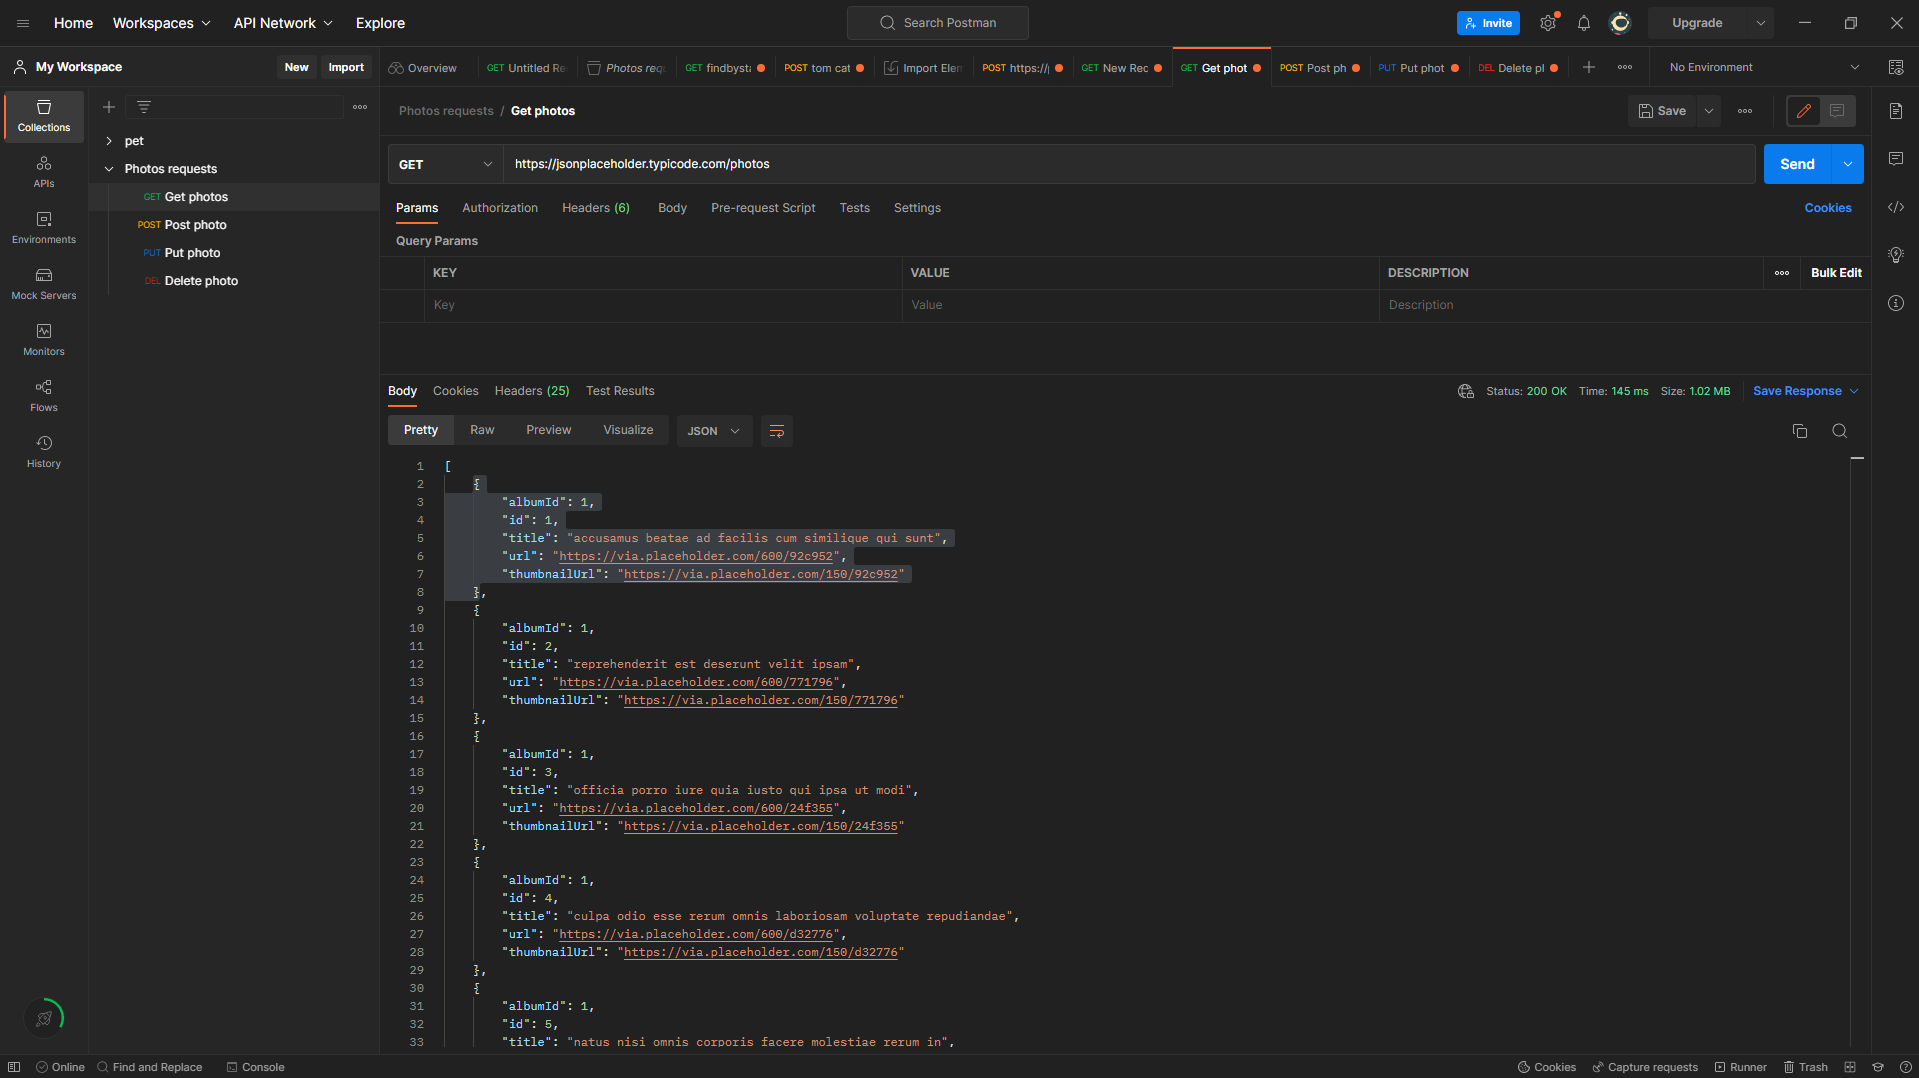 Home Workspaces API Network Explore Search Postman Invite Upgrade
My Workspace New Import
Overview GET Untitled Re Photos requ GET findbysta POST tom cat Import Elem POST https:// GET New Rec GET Get phot POST Post ph PUT Put phot DEL Delete pl No Environment
Collections
APIs
Environments
Mock Servers
Monitors
Flows
History
pet
Photos requests
GET Get photos
POST Post photo
PUT Put photo
DEL Delete photo
Photos requests / Get photos Save
GET https://jsonplaceholder.typicode.com/photos Send
Params Authorization Headers (6) Body Pre-request Script Tests Settings Cookies
Query Params
KEY VALUE DESCRIPTION Bulk Edit
Key Value Description
Body Cookies Headers (25) Test Results Status: 200 OK Time: 145 ms Size: 1.02 MB Save Response
Pretty Raw Preview Visualize JSON
1 [
2 {
3 "albumId": 1,
4 "id": 1,
5 "title": "accusamus beatae ad facilis cum similique qui sunt",
6 "url": "https://via.placeholder.com/600/92c952",
7 "thumbnailUrl": "https://via.placeholder.com/150/92c952"
8 },
9 {
10 "albumId": 1,
11 "id": 2,
12 "title": "reprehenderit est deserunt velit ipsam",
13 "url": "https://via.placeholder.com/600/771796",
14 "thumbnailUrl": "https://via.placeholder.com/150/771796"
15 },
16 {
17 "albumId": 1,
18 "id": 3,
19 "title": "officia porro iure quia iusto qui ipsa ut modi",
20 "url": "https://via.placeholder.com/600/24f355",
21 "thumbnailUrl": "https://via.placeholder.com/150/24f355"
22 },
23 {
24 "albumId": 1,
25 "id": 4,
26 "title": "culpa odio esse rerum omnis laboriosam voluptate repudiandae",
27 "url": "https://via.placeholder.com/600/d32776",
28 "thumbnailUrl": "https://via.placeholder.com/150/d32776"
29 },
30 {
31 "albumId": 1,
32 "id": 5,
33 "title": "natus nisi omnis corporis facere molestiae rerum in",
Online Find and Replace Console Cookies Capture requests Runner Trash